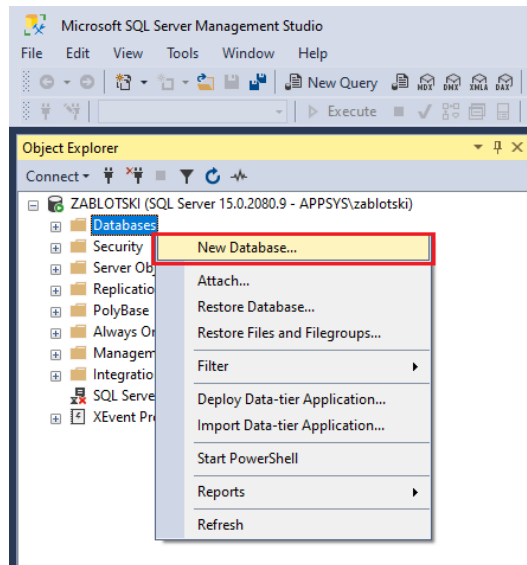 Microsoft SQL Server Management Studio
File Edit View Tools Window Help
New Query MDX DMX XMLA DAX
Execute
Object Explorer
Connect
ZABLOTSKI (SQL Server 15.0.2080.9 - APPSYS\zablotski)
Databases
Security
New Database...
Server Obj
Attach...
Replicatio
Restore Database...
PolyBase
Always On
Restore Files and Filegroups...
Managem
Filter
Integratio
SQL Serve
Deploy Data-tier Application...
XEvent Pr
Import Data-tier Application...
Start PowerShell
Reports
Refresh